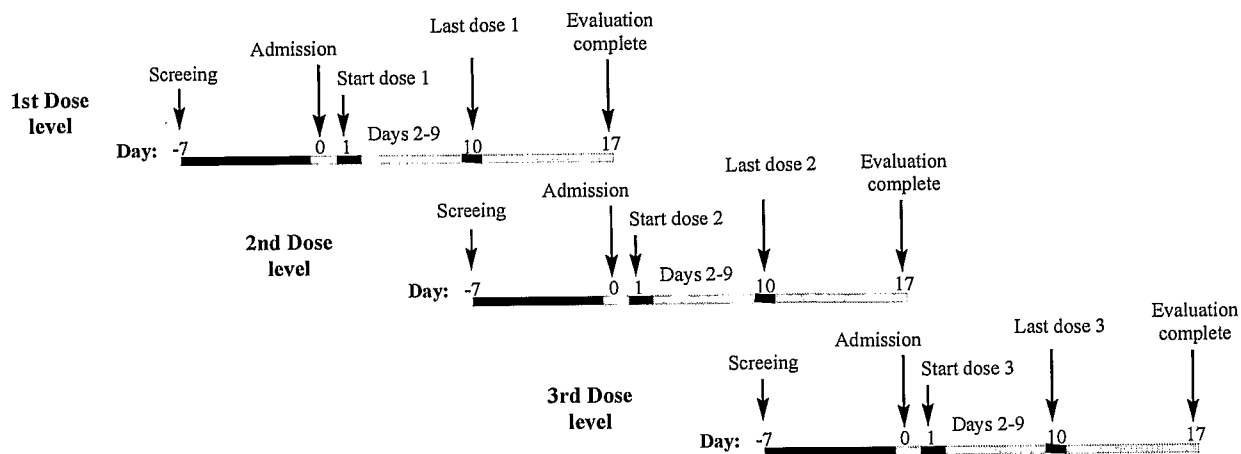 Evaluation
complete
Last dose 1
Admission
Start dose 1
Screeing
1st Dose
level
Day: -7 0 1 Days 2-9 10 17
Evaluation
complete
Last dose 2
Admission
Start dose 2
Screeing
2nd Dose
level
Day: -7 0 1 Days 2-9 10 17
Evaluation
complete
Last dose 3
Admission
Start dose 3
Screeing
3rd Dose
level
Day: -7 0 1 Days 2-9 10 17